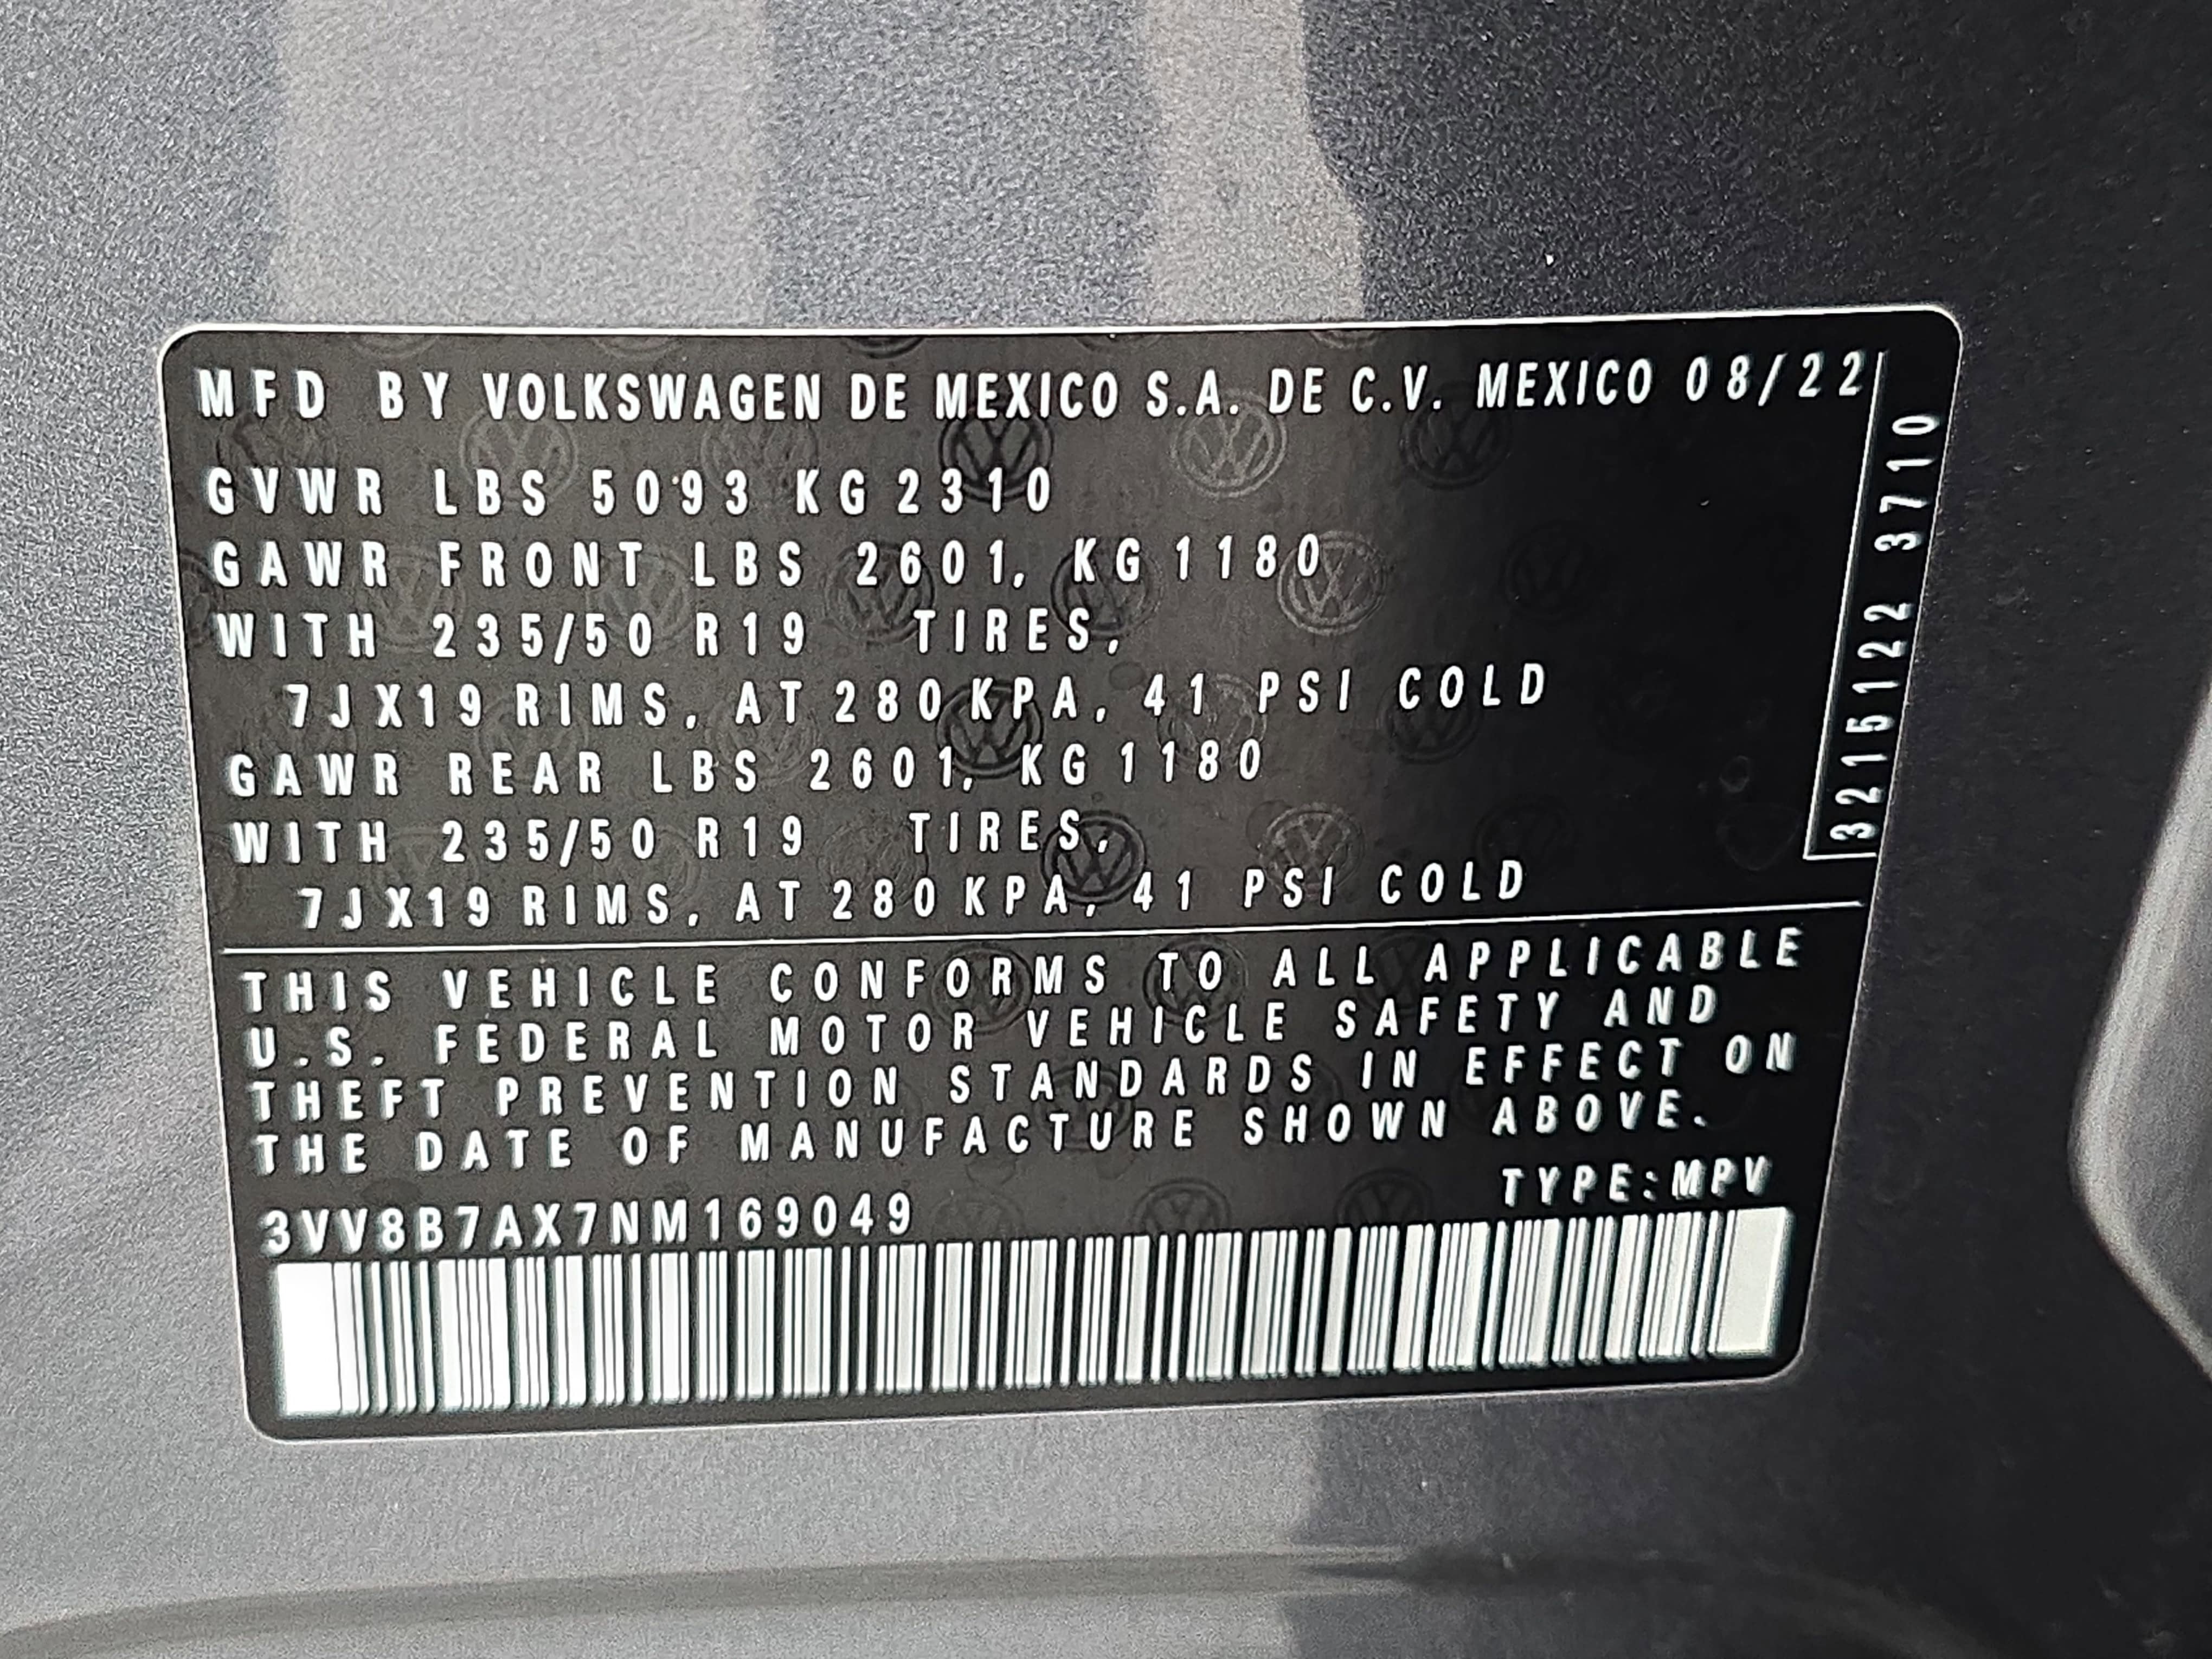 MFD BY VOLKSWAGEN DE MEXICO S.A. DE C.V. MEXICO 08/22
GVWR LBS 5093 KG 2310
GAWR FRONT LBS 2601, KG 1180
WITH 235/50 R19 TIRES,
7JX19 RIMS, AT 280 KPA, 41 PSI COLD
GAWR REAR LBS 2601, KG 1180
WITH 235/50 R19 TIRES,
7JX19 RIMS, AT 280 KPA, 41 PSI COLD
3215122 3710
THIS VEHICLE CONFORMS TO ALL APPLICABLE
U.S. FEDERAL MOTOR VEHICLE SAFETY AND
THEFT PREVENTION STANDARDS IN EFFECT ON
THE DATE OF MANUFACTURE SHOWN ABOVE.
TYPE:MPV
3VV8B7AX7NM169049